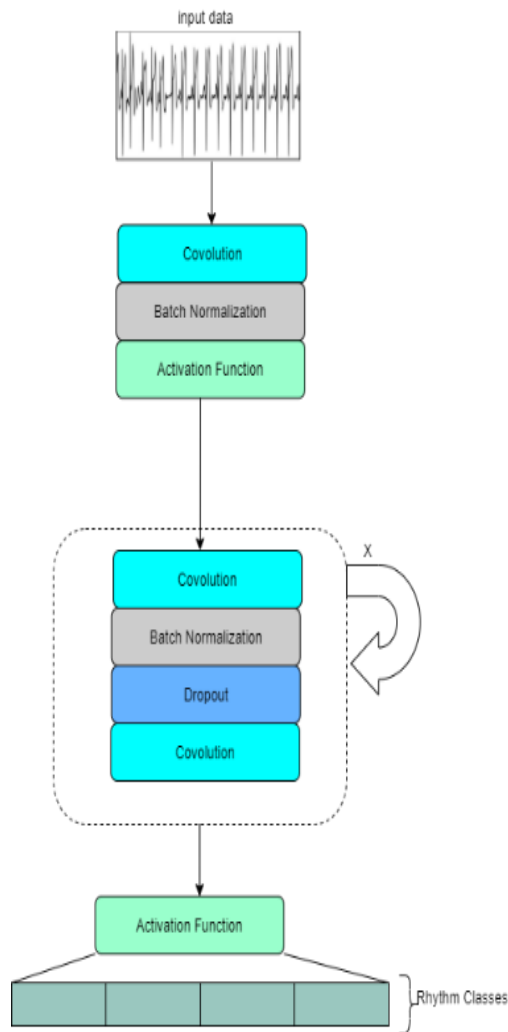 input data
Covolution
Batch Normalization
Activation Function
X
Covolution
Batch Normalization
Dropout
Covolution
Activation Function
Rhythm Classes